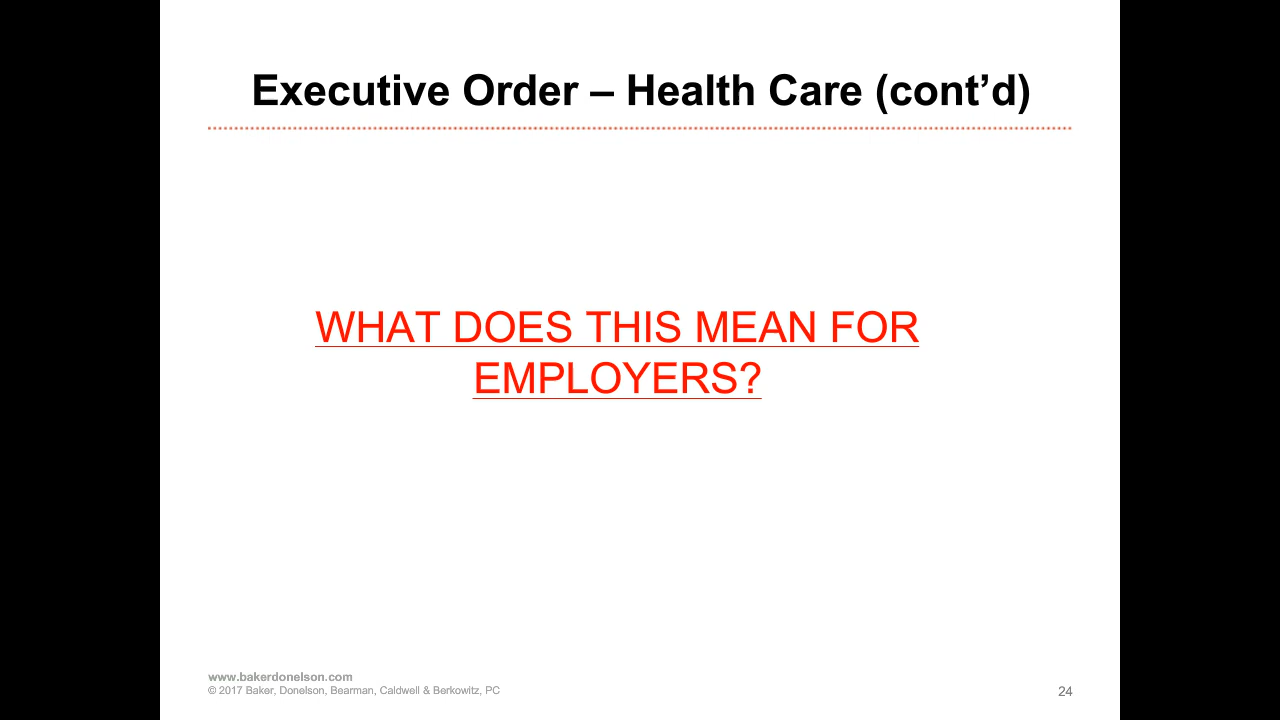 Executive Order – Health Care (cont’d)
WHAT DOES THIS MEAN FOR
EMPLOYERS?
www.bakerdonelson.com
© 2017 Baker, Donelson, Bearman, Caldwell & Berkowitz, PC
24